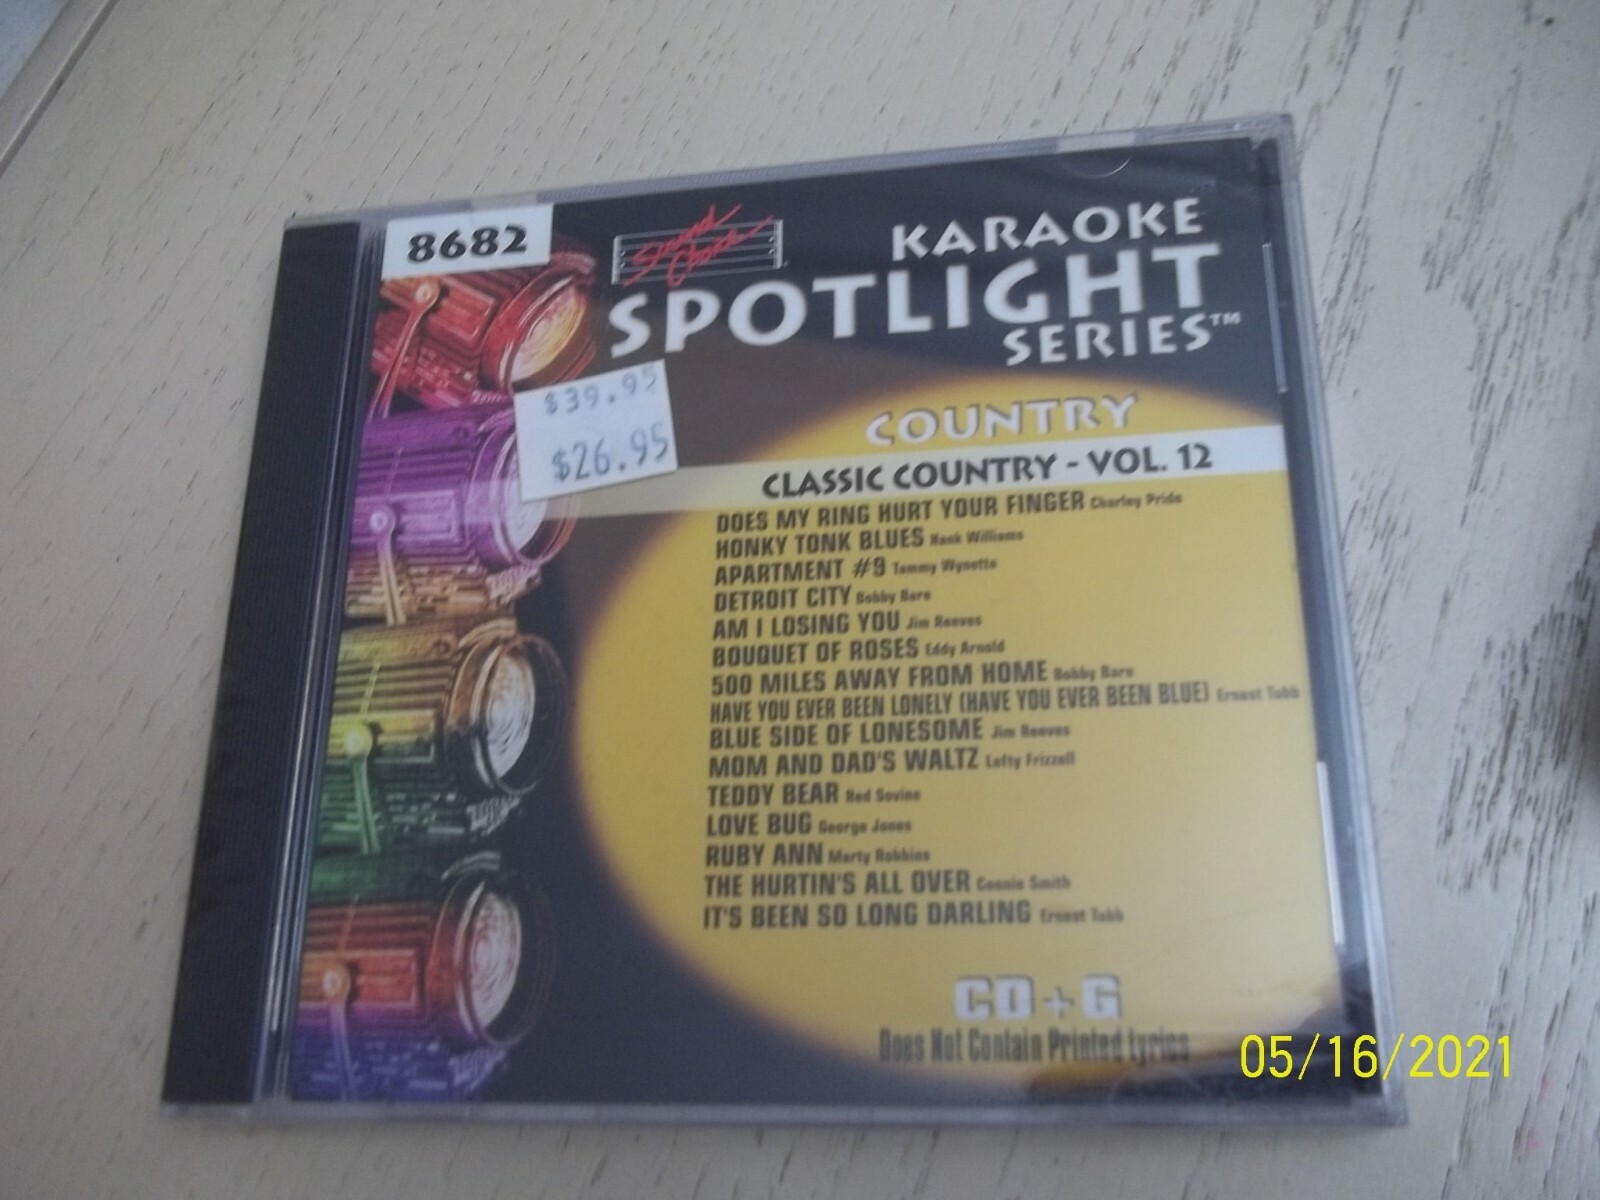 8682
Sound Choice
KARAOKE
SPOTLIGHT
SERIES™
$39.95
$26.95
COUNTRY
CLASSIC COUNTRY - VOL. 12
DOES MY RING HURT YOUR FINGER Charley Pride
HONKY TONK BLUES Hank Williams
APARTMENT #9 Tammy Wynette
DETROIT CITY Bobby Bare
AM I LOSING YOU Jim Reeves
BOUQUET OF ROSES Eddy Arnold
500 MILES AWAY FROM HOME Bobby Bare
HAVE YOU EVER BEEN LONELY (HAVE YOU EVER BEEN BLUE) Ernest Tubb
BLUE SIDE OF LONESOME Jim Reeves
MOM AND DAD'S WALTZ Lefty Frizzell
TEDDY BEAR Red Sovine
LOVE BUG George Jones
RUBY ANN Marty Robbins
THE HURTIN'S ALL OVER Connie Smith
IT'S BEEN SO LONG DARLING Ernest Tubb
CD+G
Does Not Contain Printed Lyrics
05/16/2021